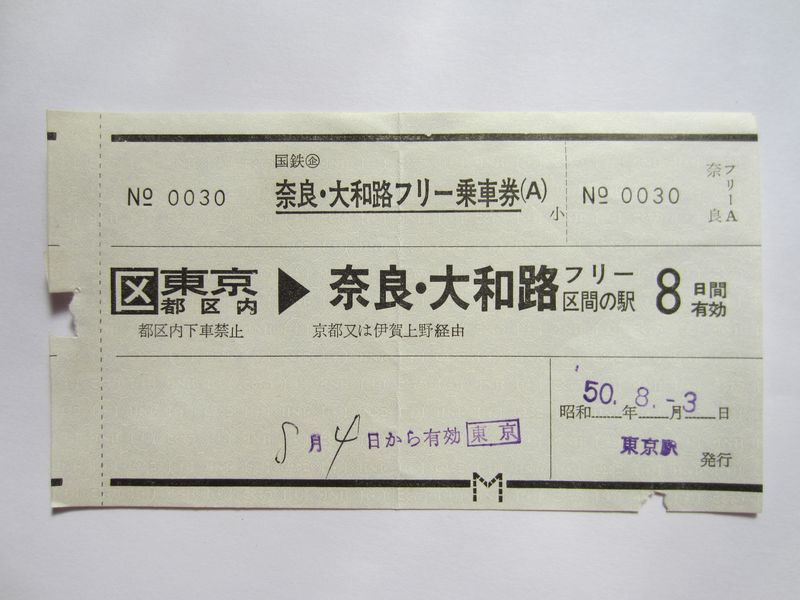 国鉄㊭
№ 0030
奈良・大和路フリー乗車券(A)
小
№ 0030
フリーA
奈良
区 東京都区内 ▶ 奈良・大和路フリー区間の駅 8日間有効
都区内下車禁止
京都又は伊賀上野経由
8月4日から有効 東京
昭和50年8月-3日
東京駅 発行
M